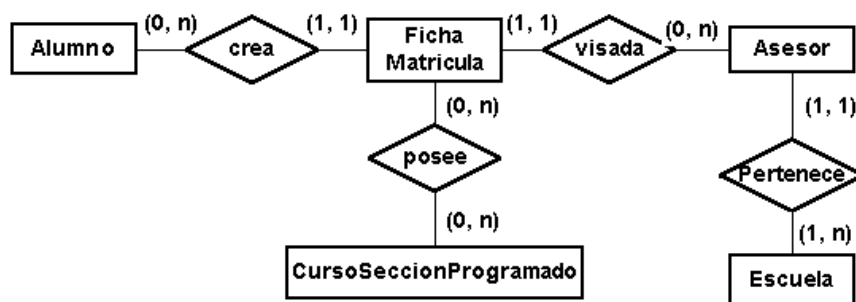 (0, n)
(1, 1)
(1, 1)
(0, n)
Alumno
crea
Ficha
Matricula
visada
Asesor
(0, n)
(1, 1)
posee
Pertenece
(0, n)
(1, n)
CursoSeccionProgramado
Escuela